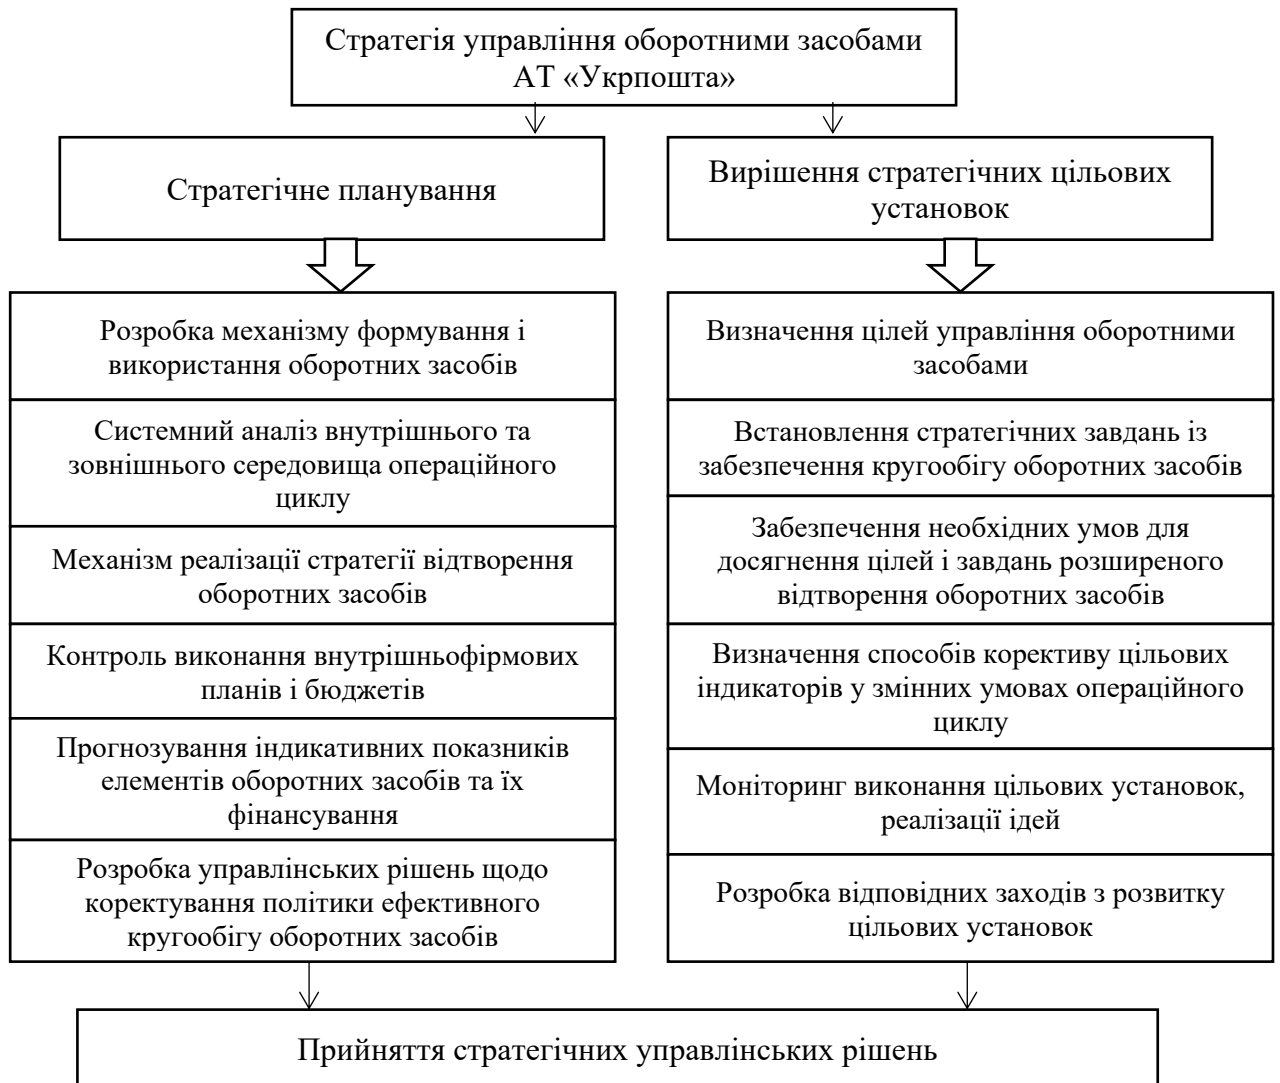 Стратегія управління оборотними засобами
АТ «Укрпошта»
Стратегічне планування
Вирішення стратегічних цільових
установок
Розробка механізму формування і
використання оборотних засобів
Системний аналіз внутрішнього та
зовнішнього середовища операційного
циклу
Механізм реалізації стратегії відтворення
оборотних засобів
Контроль виконання внутрішньофірмових
планів і бюджетів
Прогнозування індикативних показників
елементів оборотних засобів та їх
фінансування
Розробка управлінських рішень щодо
коректування політики ефективного
кругообігу оборотних засобів
Визначення цілей управління оборотними
засобами
Встановлення стратегічних завдань із
забезпечення кругообігу оборотних засобів
Забезпечення необхідних умов для
досягнення цілей і завдань розширеного
відтворення оборотних засобів
Визначення способів корективу цільових
індикаторів у змінних умовах операційного
циклу
Моніторинг виконання цільових установок,
реалізації ідей
Розробка відповідних заходів з розвитку
цільових установок
Прийняття стратегічних управлінських рішень